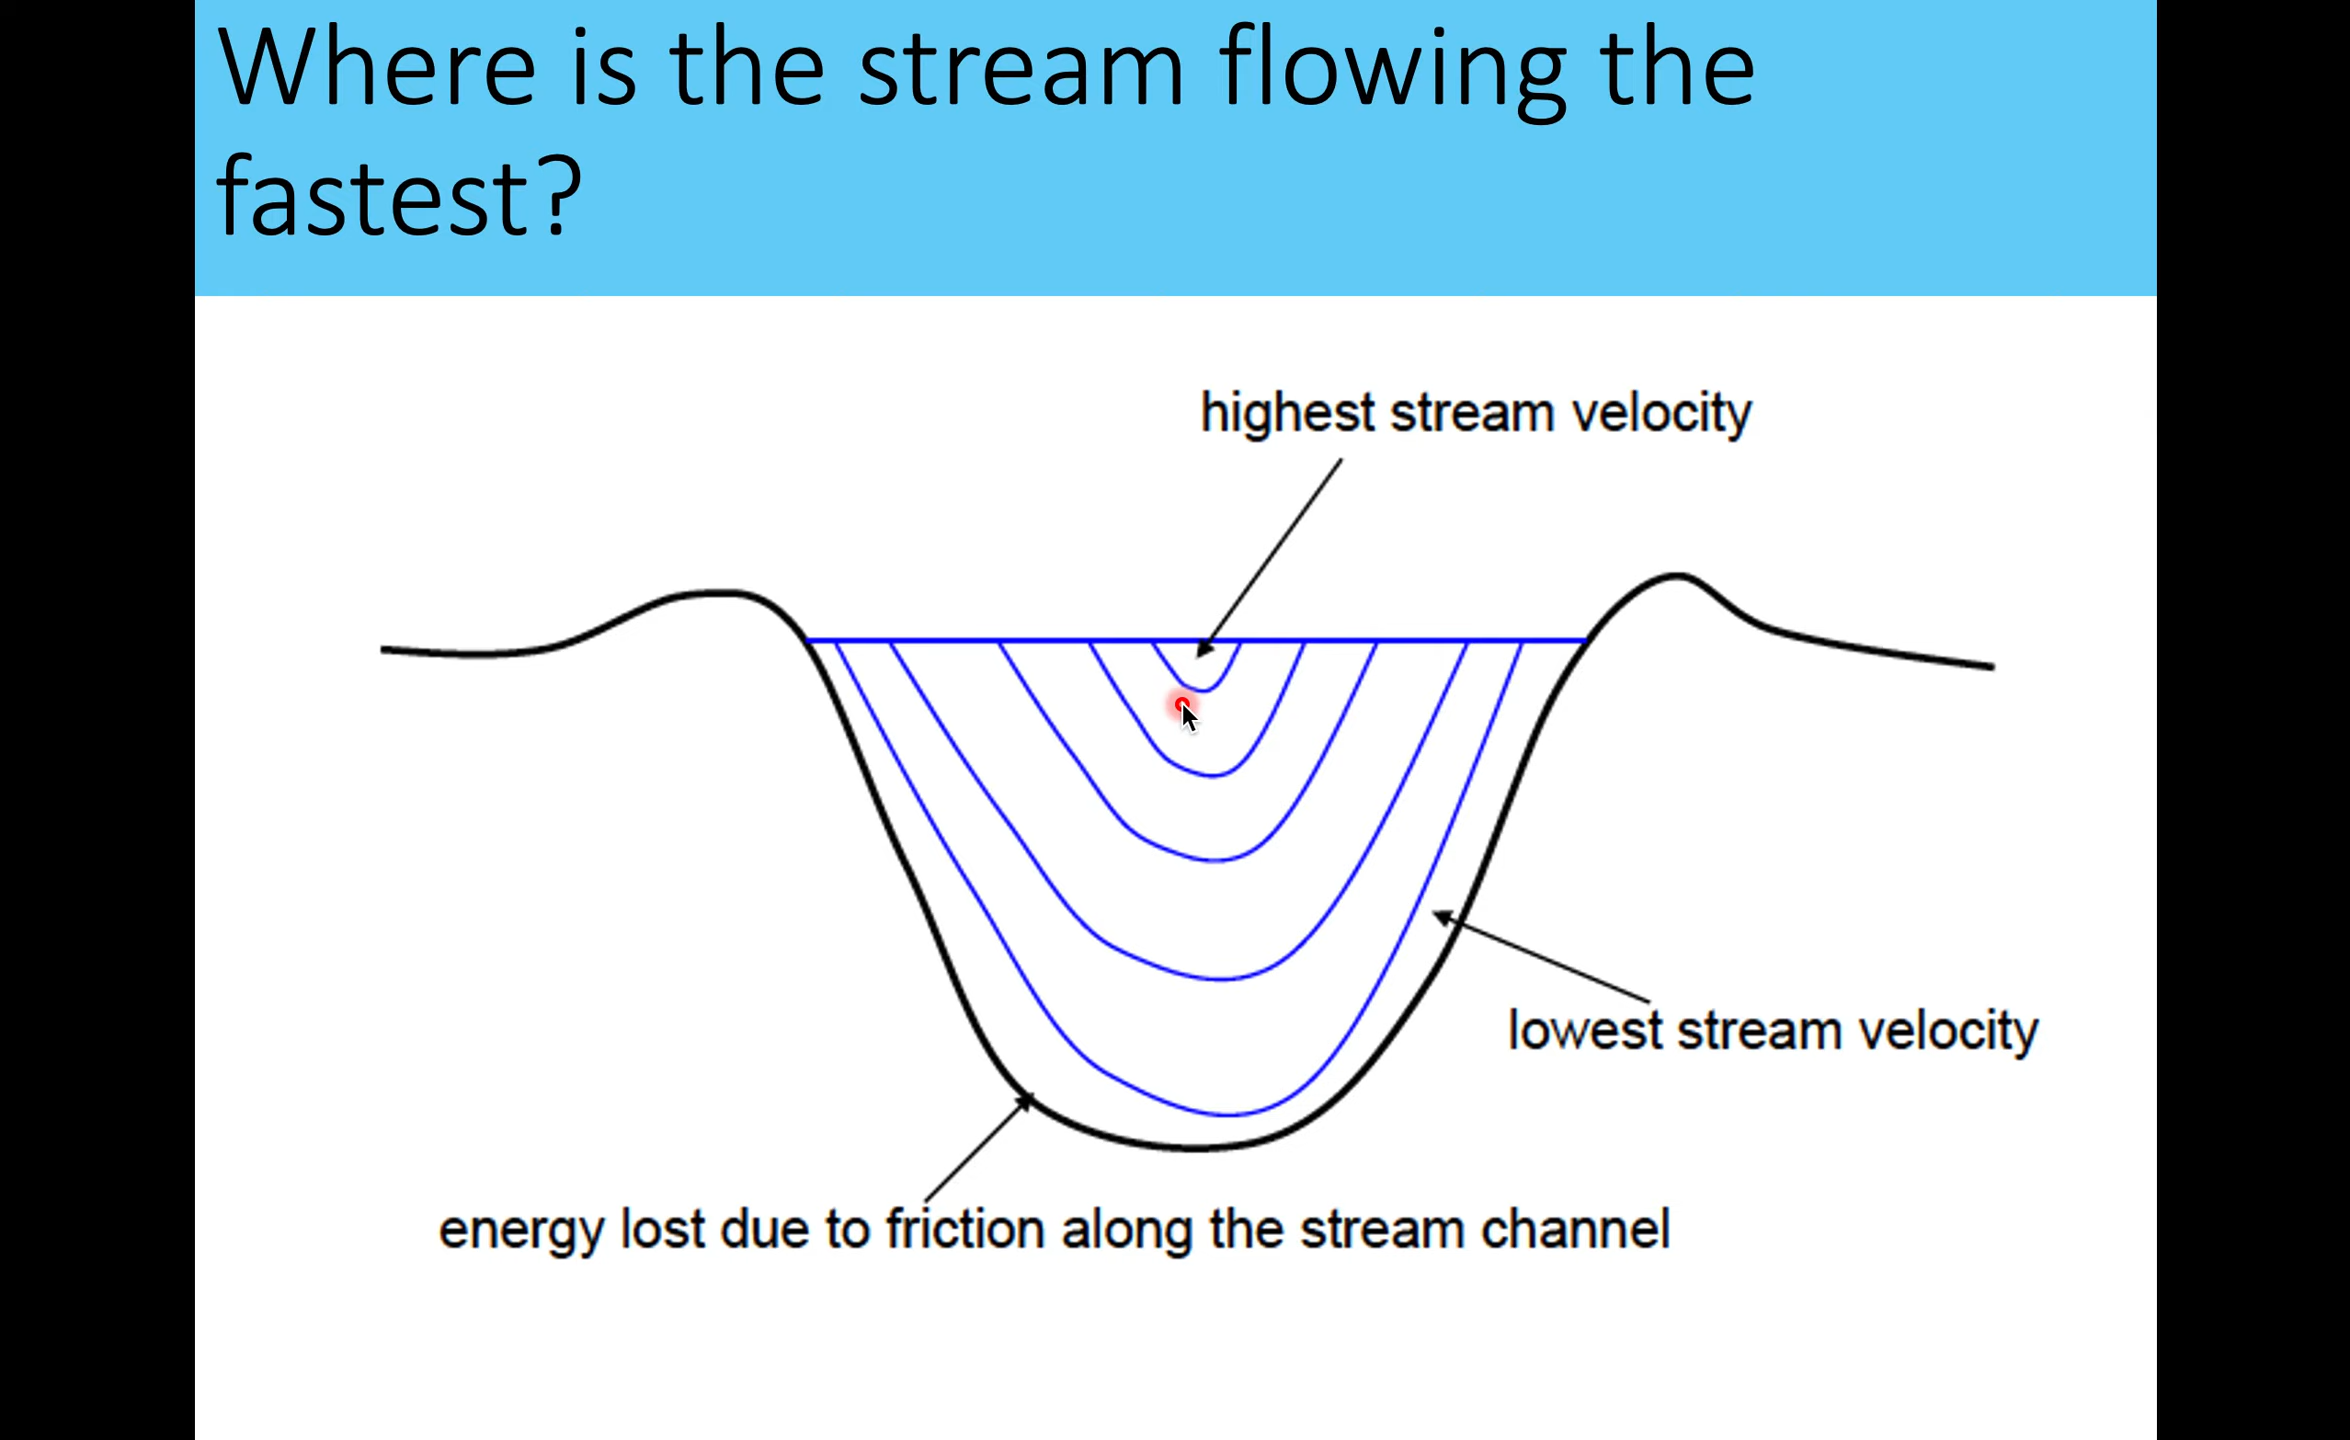 Where is the stream flowing the
fastest?
highest stream velocity
lowest stream velocity
energy lost due to friction along the stream channel